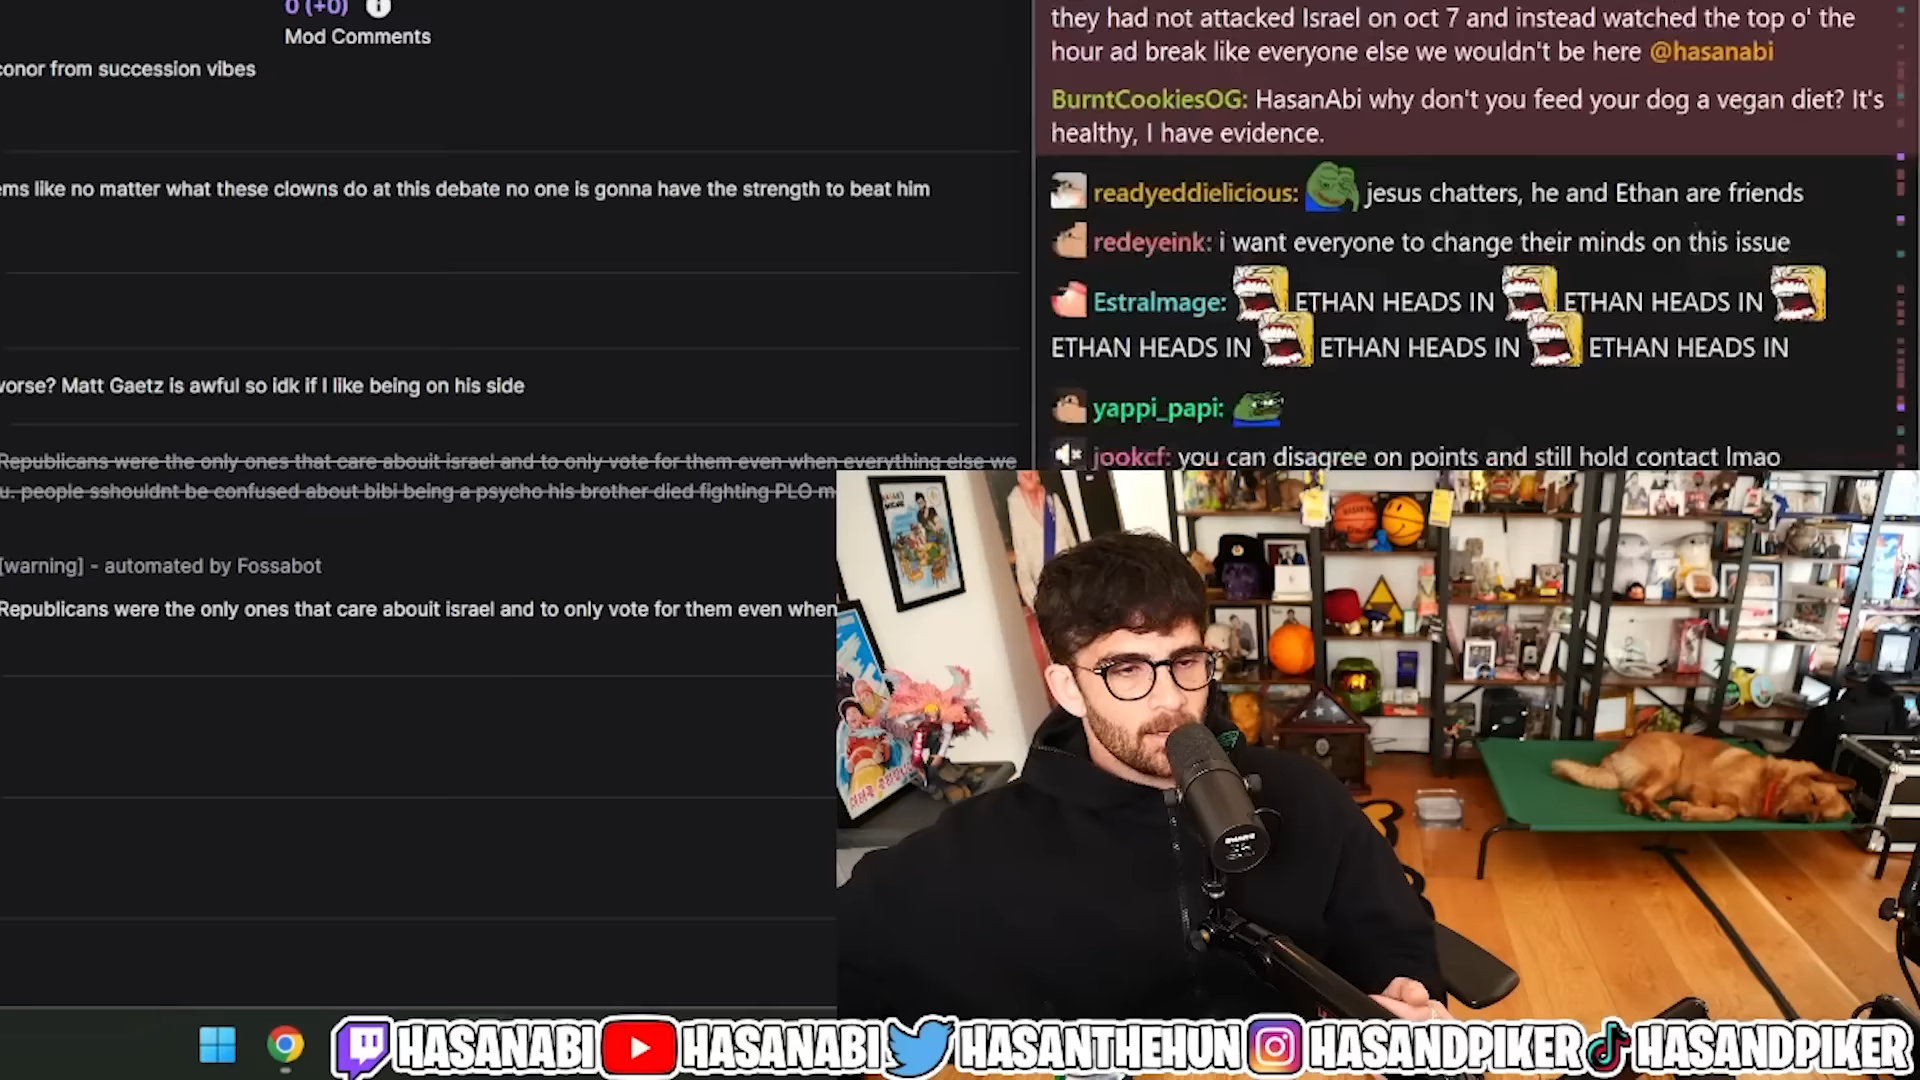 0 (+0)
Mod Comments
conor from succession vibes
ems like no matter what these clowns do at this debate no one is gonna have the strength to beat him
worse? Matt Gaetz is awful so idk if I like being on his side
Republicans were the only ones that care abouit israel and to only vote for them even when everything else we
u. people sshouldnt be confused about bibi being a psycho his brother died fighting PLO m
[warning] - automated by Fossabot
Republicans were the only ones that care abouit israel and to only vote for them even when
they had not attacked Israel on oct 7 and instead watched the top o' the
hour ad break like everyone else we wouldn't be here @hasanabi
BurntCookiesOG: HasanAbi why don't you feed your dog a vegan diet? It's
healthy, I have evidence.
readyeddielicious: jesus chatters, he and Ethan are friends
redeyeink: i want everyone to change their minds on this issue
EstraImage: ETHAN HEADS IN ETHAN HEADS IN
ETHAN HEADS IN ETHAN HEADS IN ETHAN HEADS IN
yappi_papi:
jookcf: you can disagree on points and still hold contact lmao
HASANABI HASANABI HASANTHEHUN HASANDPIKER HASANDPIKER